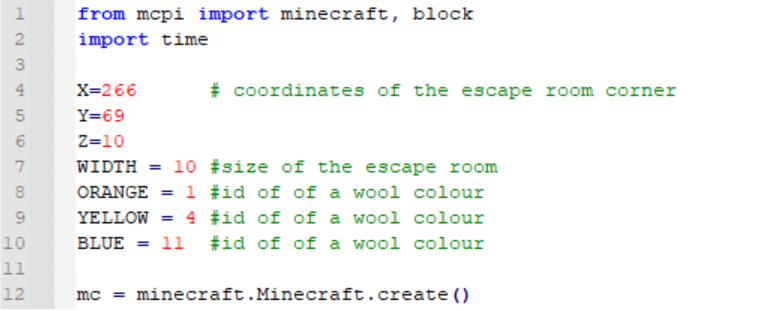 1 from mcpi import minecraft, block
2 import time
3
4 X=266 # coordinates of the escape room corner
5 Y=69
6 Z=10
7 WIDTH = 10 #size of the escape room
8 ORANGE = 1 #id of of a wool colour
9 YELLOW = 4 #id of of a wool colour
10 BLUE = 11 #id of of a wool colour
11
12 mc = minecraft.Minecraft.create()